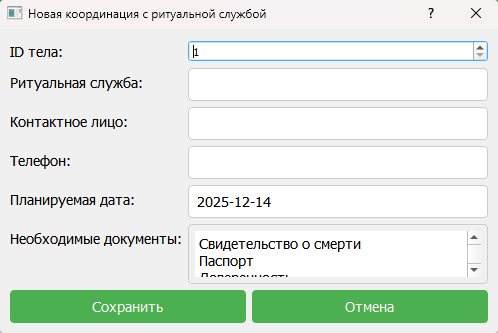 Новая координация с ритуальной службой
ID тела:
1
Ритуальная служба:
Контактное лицо:
Телефон:
Планируемая дата:
2025-12-14
Необходимые документы:
Свидетельство о смерти
Паспорт
Доверенность
Сохранить
Отмена